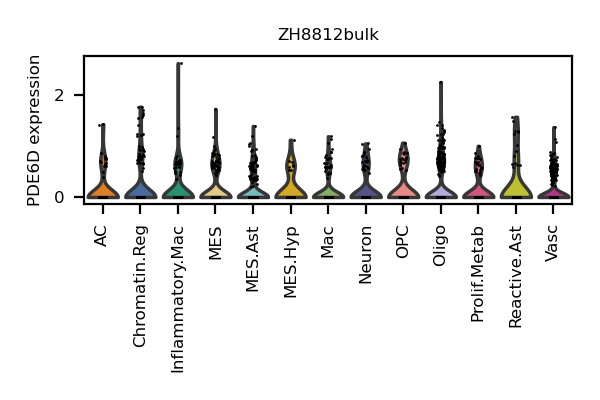 ZH8812bulk
PDE6D expression
2
0
AC
Chromatin.Reg
Inflammatory.Mac
MES
MES.Ast
MES.Hyp
Mac
Neuron
OPC
Oligo
Prolif.Metab
Reactive.Ast
Vasc